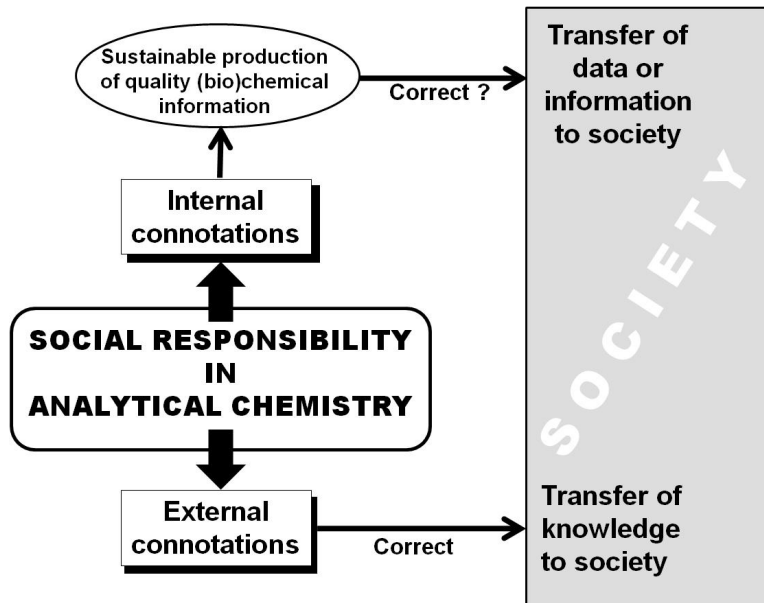 Sustainable production
of quality (bio)chemical
information
Correct ?
Transfer of
data or
information
to society
Internal
connotations
SOCIETY
SOCIAL RESPONSIBILITY
IN
ANALYTICAL CHEMISTRY
External
connotations
Correct
Transfer of
knowledge
to society